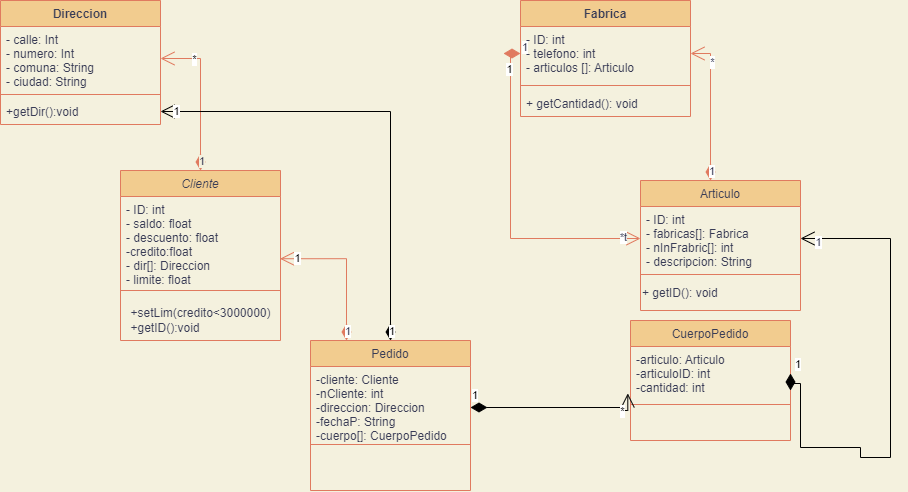 Direccion
- calle: Int
- numero: Int
- comuna: String
- ciudad: String
+getDir():void
*
1
1
Cliente
- ID: int
- saldo: float
- descuento: float
-credito:float
- dir[]: Direccion
- limite: float
+setLim(credito<3000000)
+getID():void
1
1
1
Pedido
-cliente: Cliente
-nCliente: int
-direccion: Direccion
-fechaP: String
-cuerpo[]: CuerpoPedido
1
*
Fabrica
- ID: int
- telefono: int
- articulos []: Articulo
+ getCantidad(): void
1
1
*
1
*t
Articulo
- ID: int
- fabricas[]: Fabrica
- nInFrabric[]: int
- descripcion: String
+ getID(): void
1
CuerpoPedido
-articulo: Articulo
-articuloID: int
-cantidad: int
1